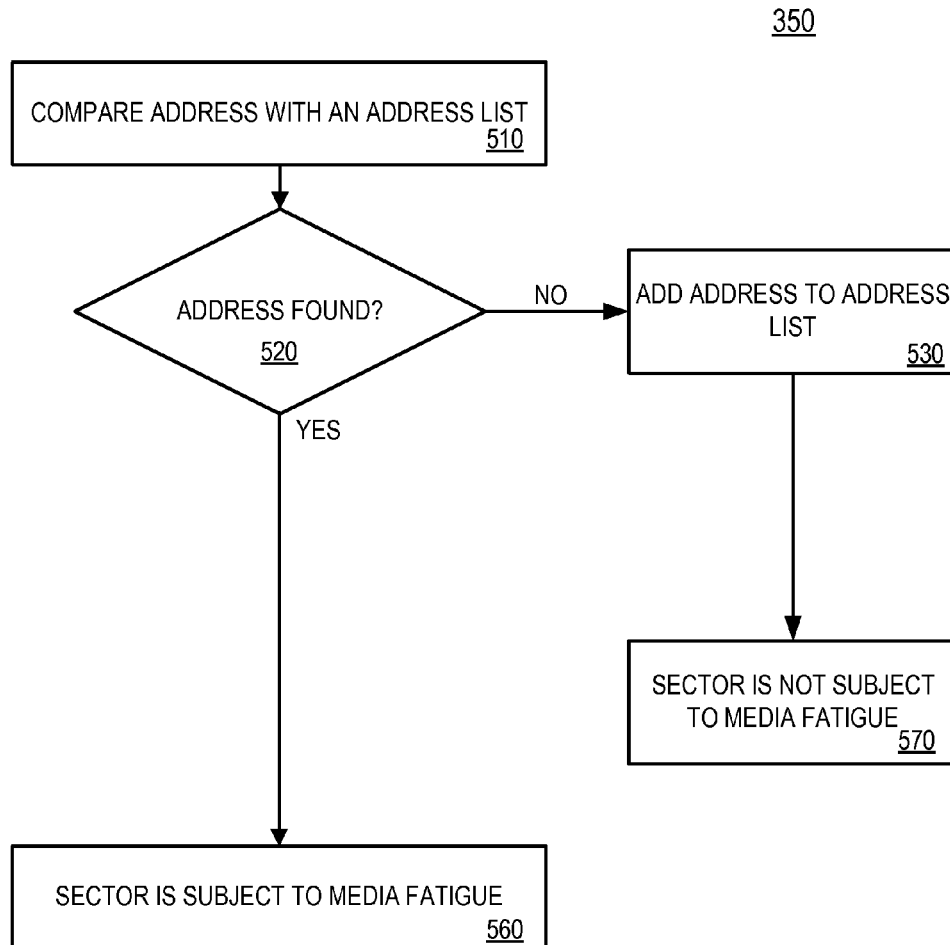 350
COMPARE ADDRESS WITH AN ADDRESS LIST
510
ADDRESS FOUND?
520
NO
ADD ADDRESS TO ADDRESS
LIST
530
YES
SECTOR IS NOT SUBJECT
TO MEDIA FATIGUE
570
SECTOR IS SUBJECT TO MEDIA FATIGUE
560